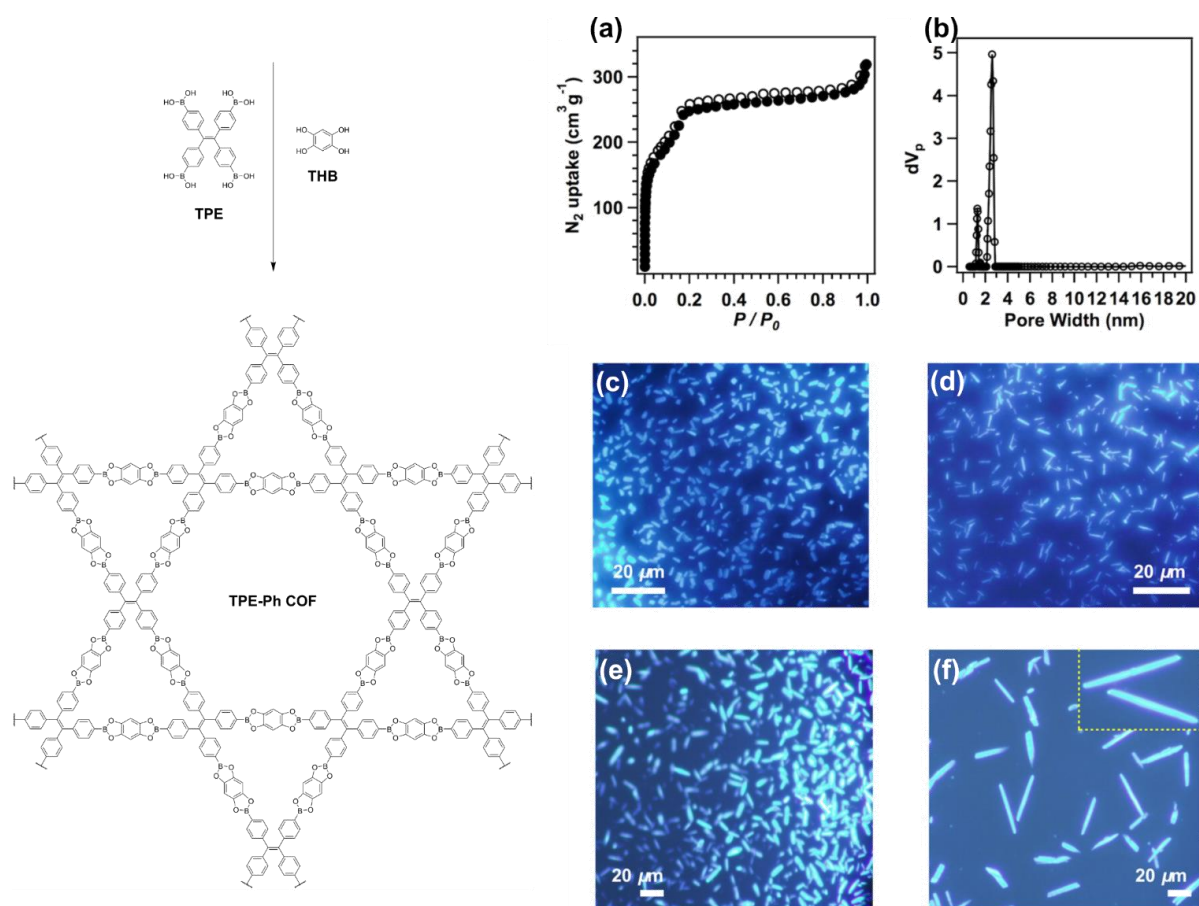 OH OH
HO-B B-OH
HO-B B-OH
OH OH
TPE
HO OH
HO OH
THB
TPE-Ph COF
(a)
N₂ uptake (cm³ g⁻¹)
300
200
100
0.0 0.2 0.4 0.6 0.8 1.0
P / P₀
(b)
dVₚ
5
4
3
2
1
0
0 2 4 6 8 10 12 14 16 18 20
Pore Width (nm)
(c)
20 µm
(d)
20 µm
(e)
20 µm
(f)
20 µm